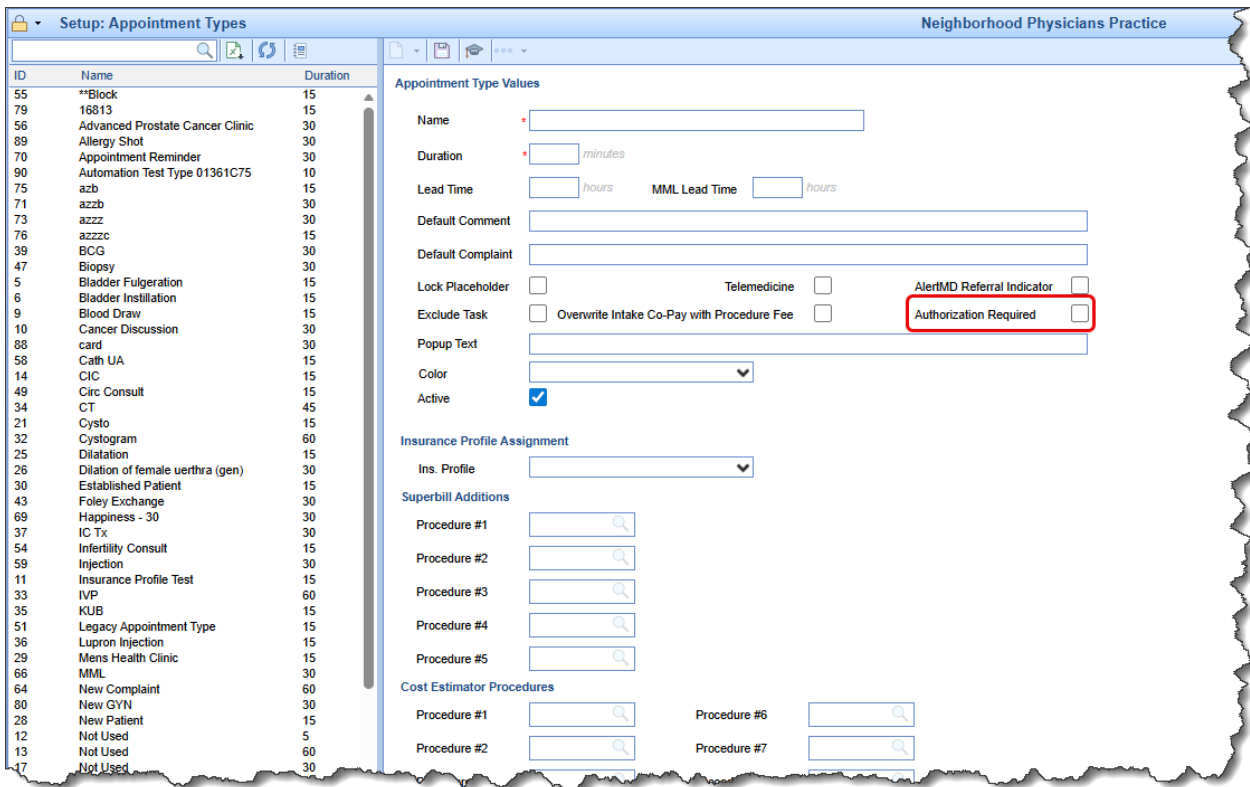 Setup: Appointment Types
Neighborhood Physicians Practice
ID Name Duration
55 **Block 15
79 16813 15
56 Advanced Prostate Cancer Clinic 30
89 Allergy Shot 30
70 Appointment Reminder 30
90 Automation Test Type 01361C75 10
75 azb 15
71 azzb 30
73 azzz 30
76 azzzc 15
39 BCG 30
47 Biopsy 30
5 Bladder Fulgeration 15
6 Bladder Instillation 15
9 Blood Draw 15
10 Cancer Discussion 30
88 card 30
58 Cath UA 15
14 CIC 15
49 Circ Consult 15
34 CT 45
21 Cysto 15
32 Cystogram 60
25 Dilatation 15
26 Dilation of female uerthra (gen) 30
30 Established Patient 15
43 Foley Exchange 30
69 Happiness - 30 30
37 IC Tx 30
54 Infertility Consult 15
59 Injection 30
11 Insurance Profile Test 15
33 IVP 60
35 KUB 15
51 Legacy Appointment Type 15
36 Lupron Injection 15
29 Mens Health Clinic 15
66 MML 30
64 New Complaint 60
80 New GYN 30
28 New Patient 15
12 Not Used 5
13 Not Used 60
17 Not Used 30
Appointment Type Values
Name *
Duration * minutes
Lead Time hours MML Lead Time hours
Default Comment
Default Complaint
Lock Placeholder Telemedicine AlertMD Referral Indicator
Exclude Task Overwrite Intake Co-Pay with Procedure Fee Authorization Required
Popup Text
Color
Active
Insurance Profile Assignment
Ins. Profile
Superbill Additions
Procedure #1
Procedure #2
Procedure #3
Procedure #4
Procedure #5
Cost Estimator Procedures
Procedure #1 Procedure #6
Procedure #2 Procedure #7